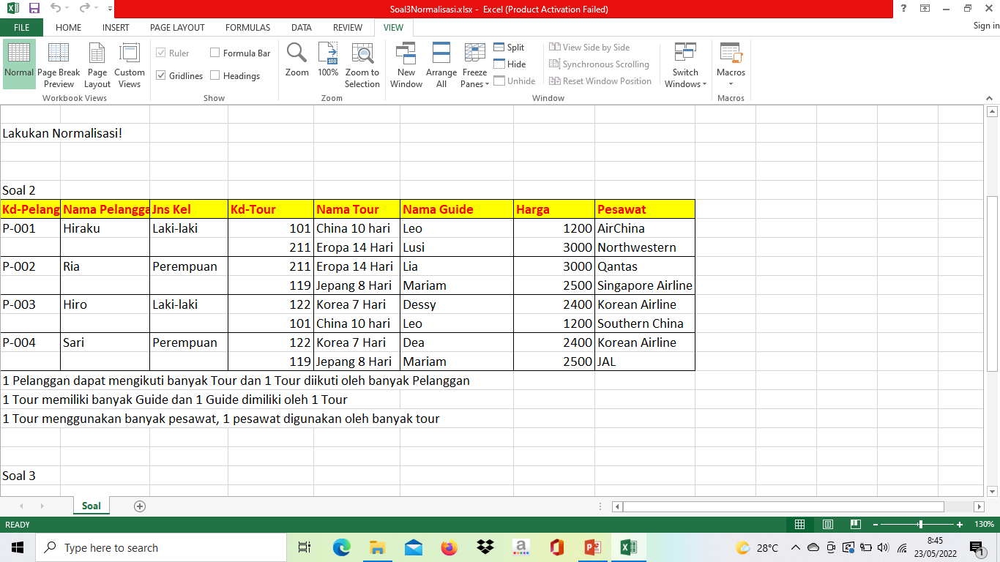 Soal3Normalisasi.xlsx - Excel (Product Activation Failed)
FILE HOME INSERT PAGE LAYOUT FORMULAS DATA REVIEW VIEW Sign in
Normal Page Break Preview Page Layout Custom Views
Workbook Views
Ruler Formula Bar
Gridlines Headings
Show
Zoom 100% Zoom to Selection
Zoom
New Window Arrange All Freeze Panes
Split View Side by Side
Hide Synchronous Scrolling
Unhide Reset Window Position
Window
Switch Windows
Macros
Macros
Lakukan Normalisasi!
Soal 2
Kd-Pelang Nama Pelangga Jns Kel Kd-Tour Nama Tour Nama Guide Harga Pesawat
P-001 Hiraku Laki-laki 101 China 10 hari Leo 1200 AirChina
211 Eropa 14 Hari Lusi 3000 Northwestern
P-002 Ria Perempuan 211 Eropa 14 Hari Lia 3000 Qantas
119 Jepang 8 Hari Mariam 2500 Singapore Airline
P-003 Hiro Laki-laki 122 Korea 7 Hari Dessy 2400 Korean Airline
101 China 10 hari Leo 1200 Southern China
P-004 Sari Perempuan 122 Korea 7 Hari Dea 2400 Korean Airline
119 Jepang 8 Hari Mariam 2500 JAL
1 Pelanggan dapat mengikuti banyak Tour dan 1 Tour diikuti oleh banyak Pelanggan
1 Tour memiliki banyak Guide dan 1 Guide dimiliki oleh 1 Tour
1 Tour menggunakan banyak pesawat, 1 pesawat digunakan oleh banyak tour
Soal 3
Soal
READY 130%
Type here to search
28°C
8:45
23/05/2022
1